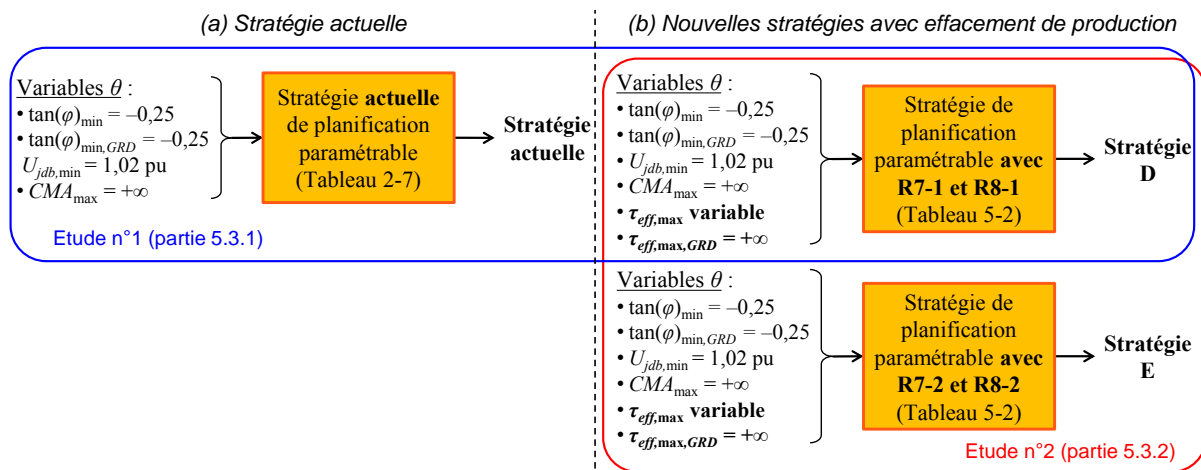 (a) Stratégie actuelle
Variables θ :
• tan(φ)min = –0,25
• tan(φ)min,GRD = –0,25
Ujdb,min = 1,02 pu
• CMAmax = +∞
Stratégie actuelle
de planification
paramétrable
(Tableau 2-7)
Stratégie
actuelle
Etude n°1 (partie 5.3.1)
(b) Nouvelles stratégies avec effacement de production
Variables θ :
• tan(φ)min = –0,25
• tan(φ)min,GRD = –0,25
• Ujdb,min = 1,02 pu
• CMAmax = +∞
• τeff,max variable
• τeff,max,GRD = +∞
Stratégie de
planification
paramétrable avec
R7-1 et R8-1
(Tableau 5-2)
Stratégie
D
Variables θ :
• tan(φ)min = –0,25
• tan(φ)min,GRD = –0,25
• Ujdb,min = 1,02 pu
• CMAmax = +∞
• τeff,max variable
• τeff,max,GRD = +∞
Stratégie de
planification
paramétrable avec
R7-2 et R8-2
(Tableau 5-2)
Stratégie
E
Etude n°2 (partie 5.3.2)